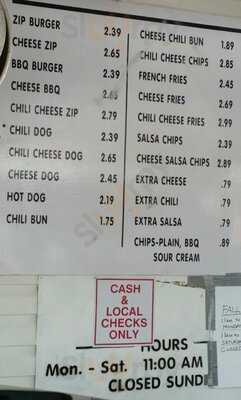 ZIP BURGER 2.39
CHEESE ZIP 2.65
BBQ BURGER 2.39
CHEESE BBQ 2.65
CHILI CHEESE ZIP 2.79
* CHILI DOG 2.39
CHILI CHEESE DOG 2.65
CHEESE DOG 2.45
HOT DOG 2.19
CHILI BUN 1.75
CHEESE CHILI BUN 1.89
CHILI CHEESE CHIPS 2.85
FRENCH FRIES 2.45
CHEESE FRIES 2.69
CHILI CHEESE FRIES 2.99
SALSA CHIPS 2.39
CHEESE SALSA CHIPS 2.89
EXTRA CHEESE .79
EXTRA CHILI .79
EXTRA SALSA .79
CHIPS-PLAIN, BBQ .89
SOUR CREAM
CASH
&
LOCAL
CHECKS
ONLY
HOURS
Mon. - Sat. 11:00 AM
CLOSED SUND
FALL